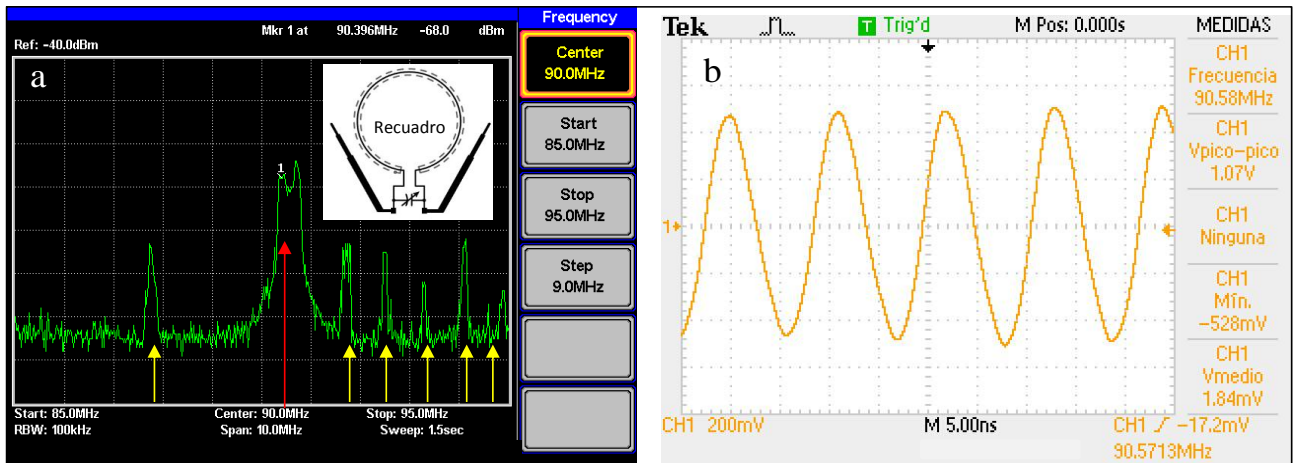 Frequency
Mkr 1 at 90.396MHz -68.0 dBm
Ref: -40.0dBm
a
1
Recuadro
Center
90.0MHz
Start
85.0MHz
Stop
95.0MHz
Step
9.0MHz
Start: 85.0MHz Center: 90.0MHz Stop: 95.0MHz
RBW: 100kHz Span: 10.0MHz Sweep: 1.5sec
Tek T Trig'd M Pos: 0.000s MEDIDAS
b
1
CH1
Frecuencia
90.58MHz
CH1
Vpico-pico
1.07V
CH1
Ninguna
CH1
Mín.
-528mV
CH1
Vmedio
1.84mV
CH1 200mV M 5.00ns CH1 -17.2mV
90.5713MHz